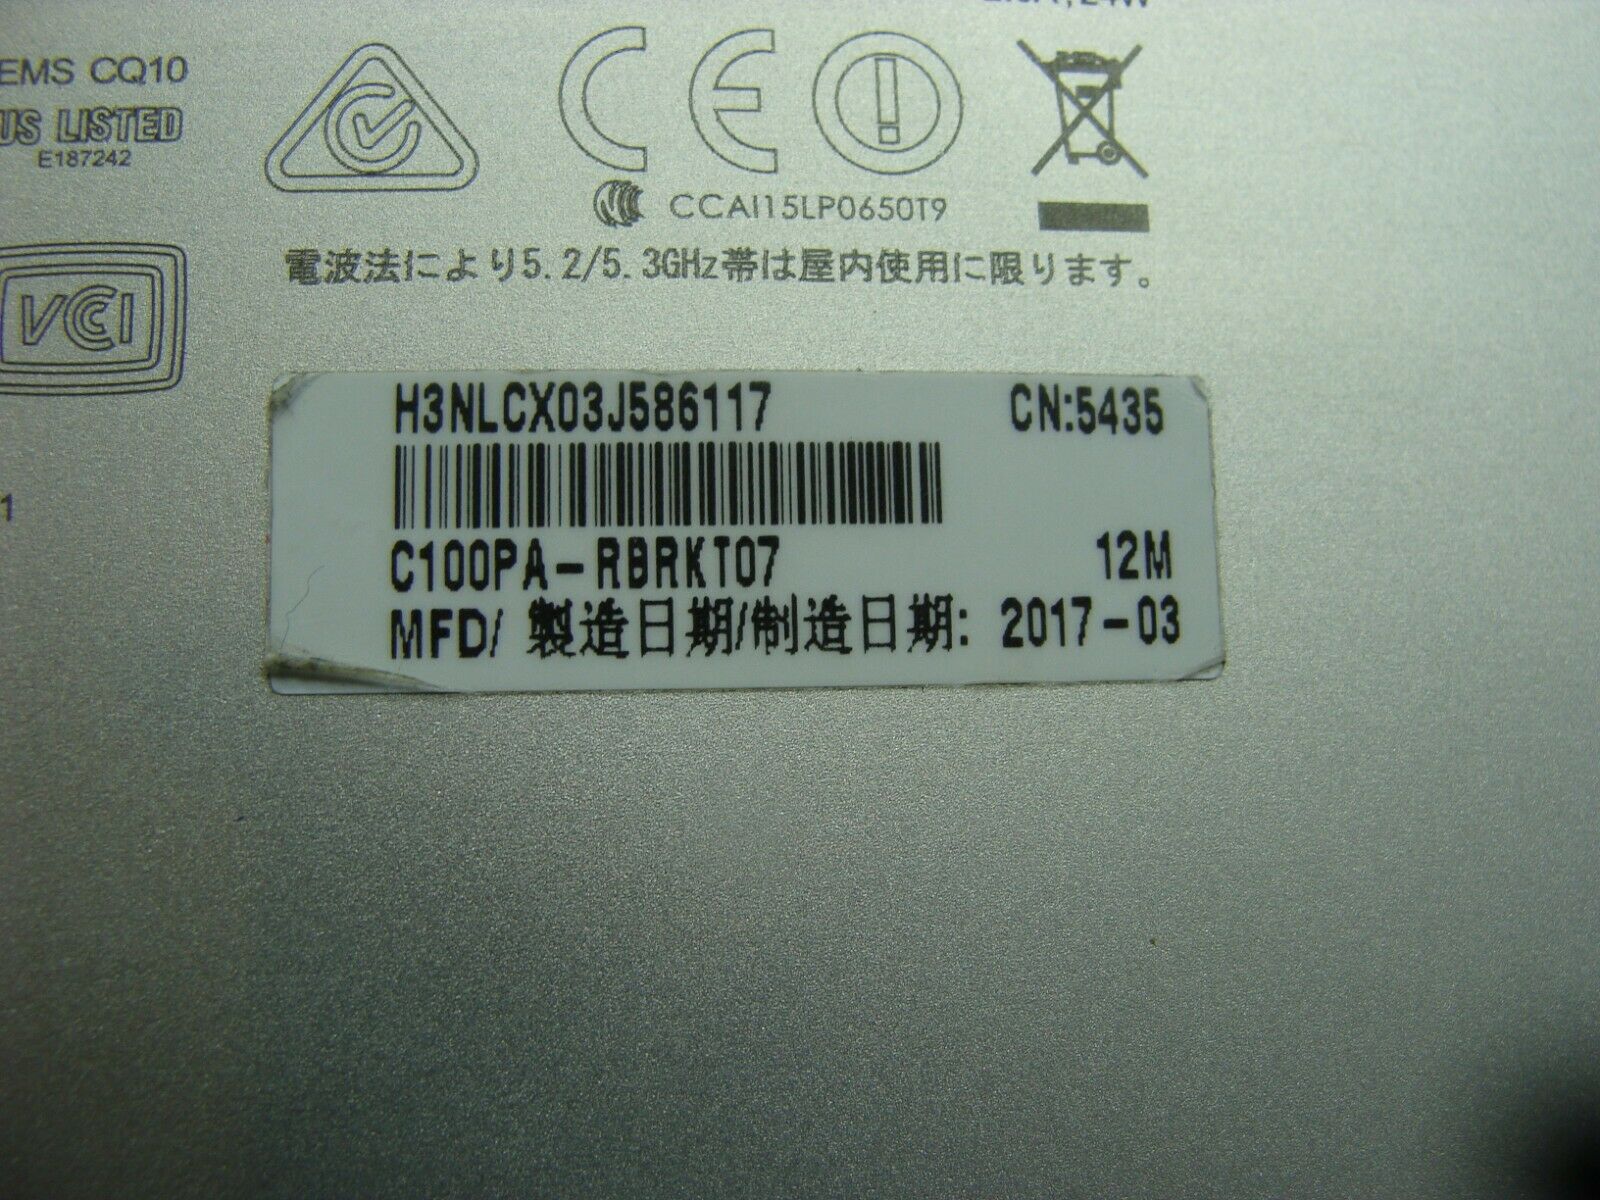 EMS CQ10
US LISTED
E187242
CE
CCAI15LP0650T9
電波法により5.2/5.3GHz帯は屋内使用に限ります。
VCI
1
H3NLCX03J586117 CN:5435
C100PA-RBRKT07 12M
MFD/ 製造日期/制造日期: 2017-03